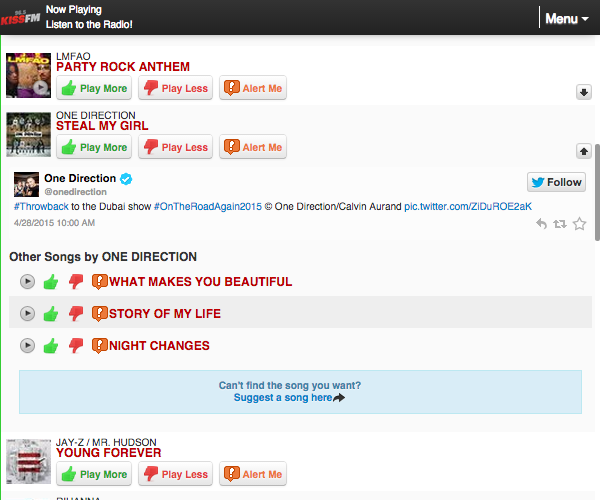 96.5
KISSFM
Now Playing
Listen to the Radio!
Menu
LMFAO
LMFAO
PARTY ROCK ANTHEM
Play More
Play Less
Alert Me
ONE DIRECTION
STEAL MY GIRL
Play More
Play Less
Alert Me
One Direction
@onedirection
Follow
#Throwback to the Dubai show #OnTheRoadAgain2015 © One Direction/Calvin Aurand pic.twitter.com/ZiDuROE2aK
4/28/2015 10:00 AM
Other Songs by ONE DIRECTION
WHAT MAKES YOU BEAUTIFUL
STORY OF MY LIFE
NIGHT CHANGES
Can't find the song you want?
Suggest a song here
JAY-Z / MR. HUDSON
YOUNG FOREVER
Play More
Play Less
Alert Me
RIHANNA